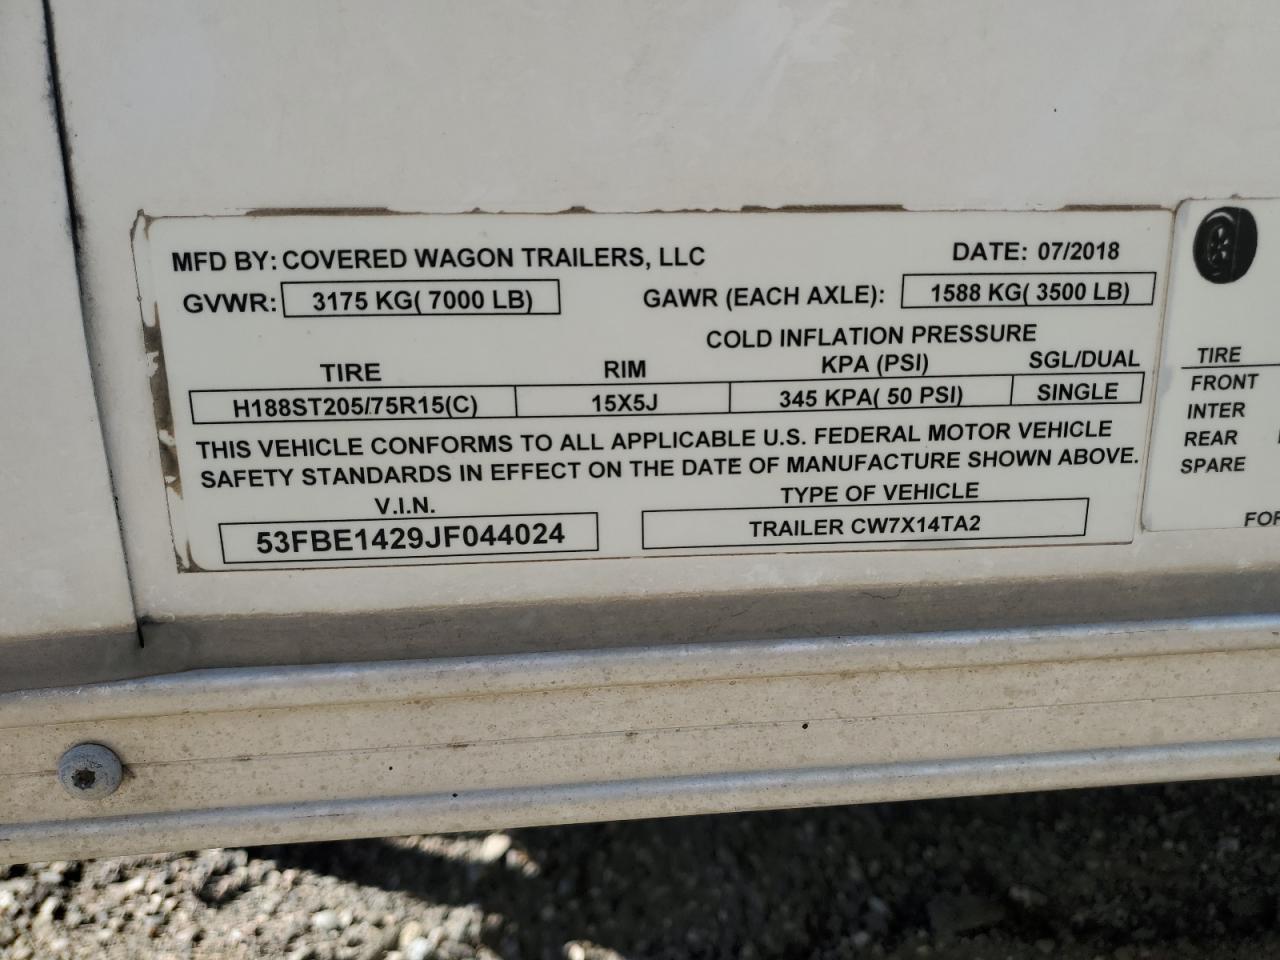 MFD BY: COVERED WAGON TRAILERS, LLC DATE: 07/2018
GVWR: 3175 KG( 7000 LB) GAWR (EACH AXLE): 1588 KG( 3500 LB)
COLD INFLATION PRESSURE
TIRE RIM KPA (PSI) SGL/DUAL
H188ST205/75R15(C) 15X5J 345 KPA( 50 PSI) SINGLE
THIS VEHICLE CONFORMS TO ALL APPLICABLE U.S. FEDERAL MOTOR VEHICLE
SAFETY STANDARDS IN EFFECT ON THE DATE OF MANUFACTURE SHOWN ABOVE.
V.I.N. TYPE OF VEHICLE
53FBE1429JF044024 TRAILER CW7X14TA2
TIRE
FRONT
INTER
REAR
SPARE
FOR